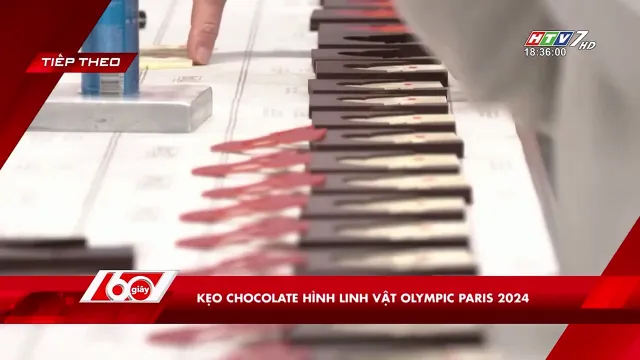 TIẾP THEO
HTV7 HD
18:36:00
60 giây
KẸO CHOCOLATE HÌNH LINH VẬT OLYMPIC PARIS 2024